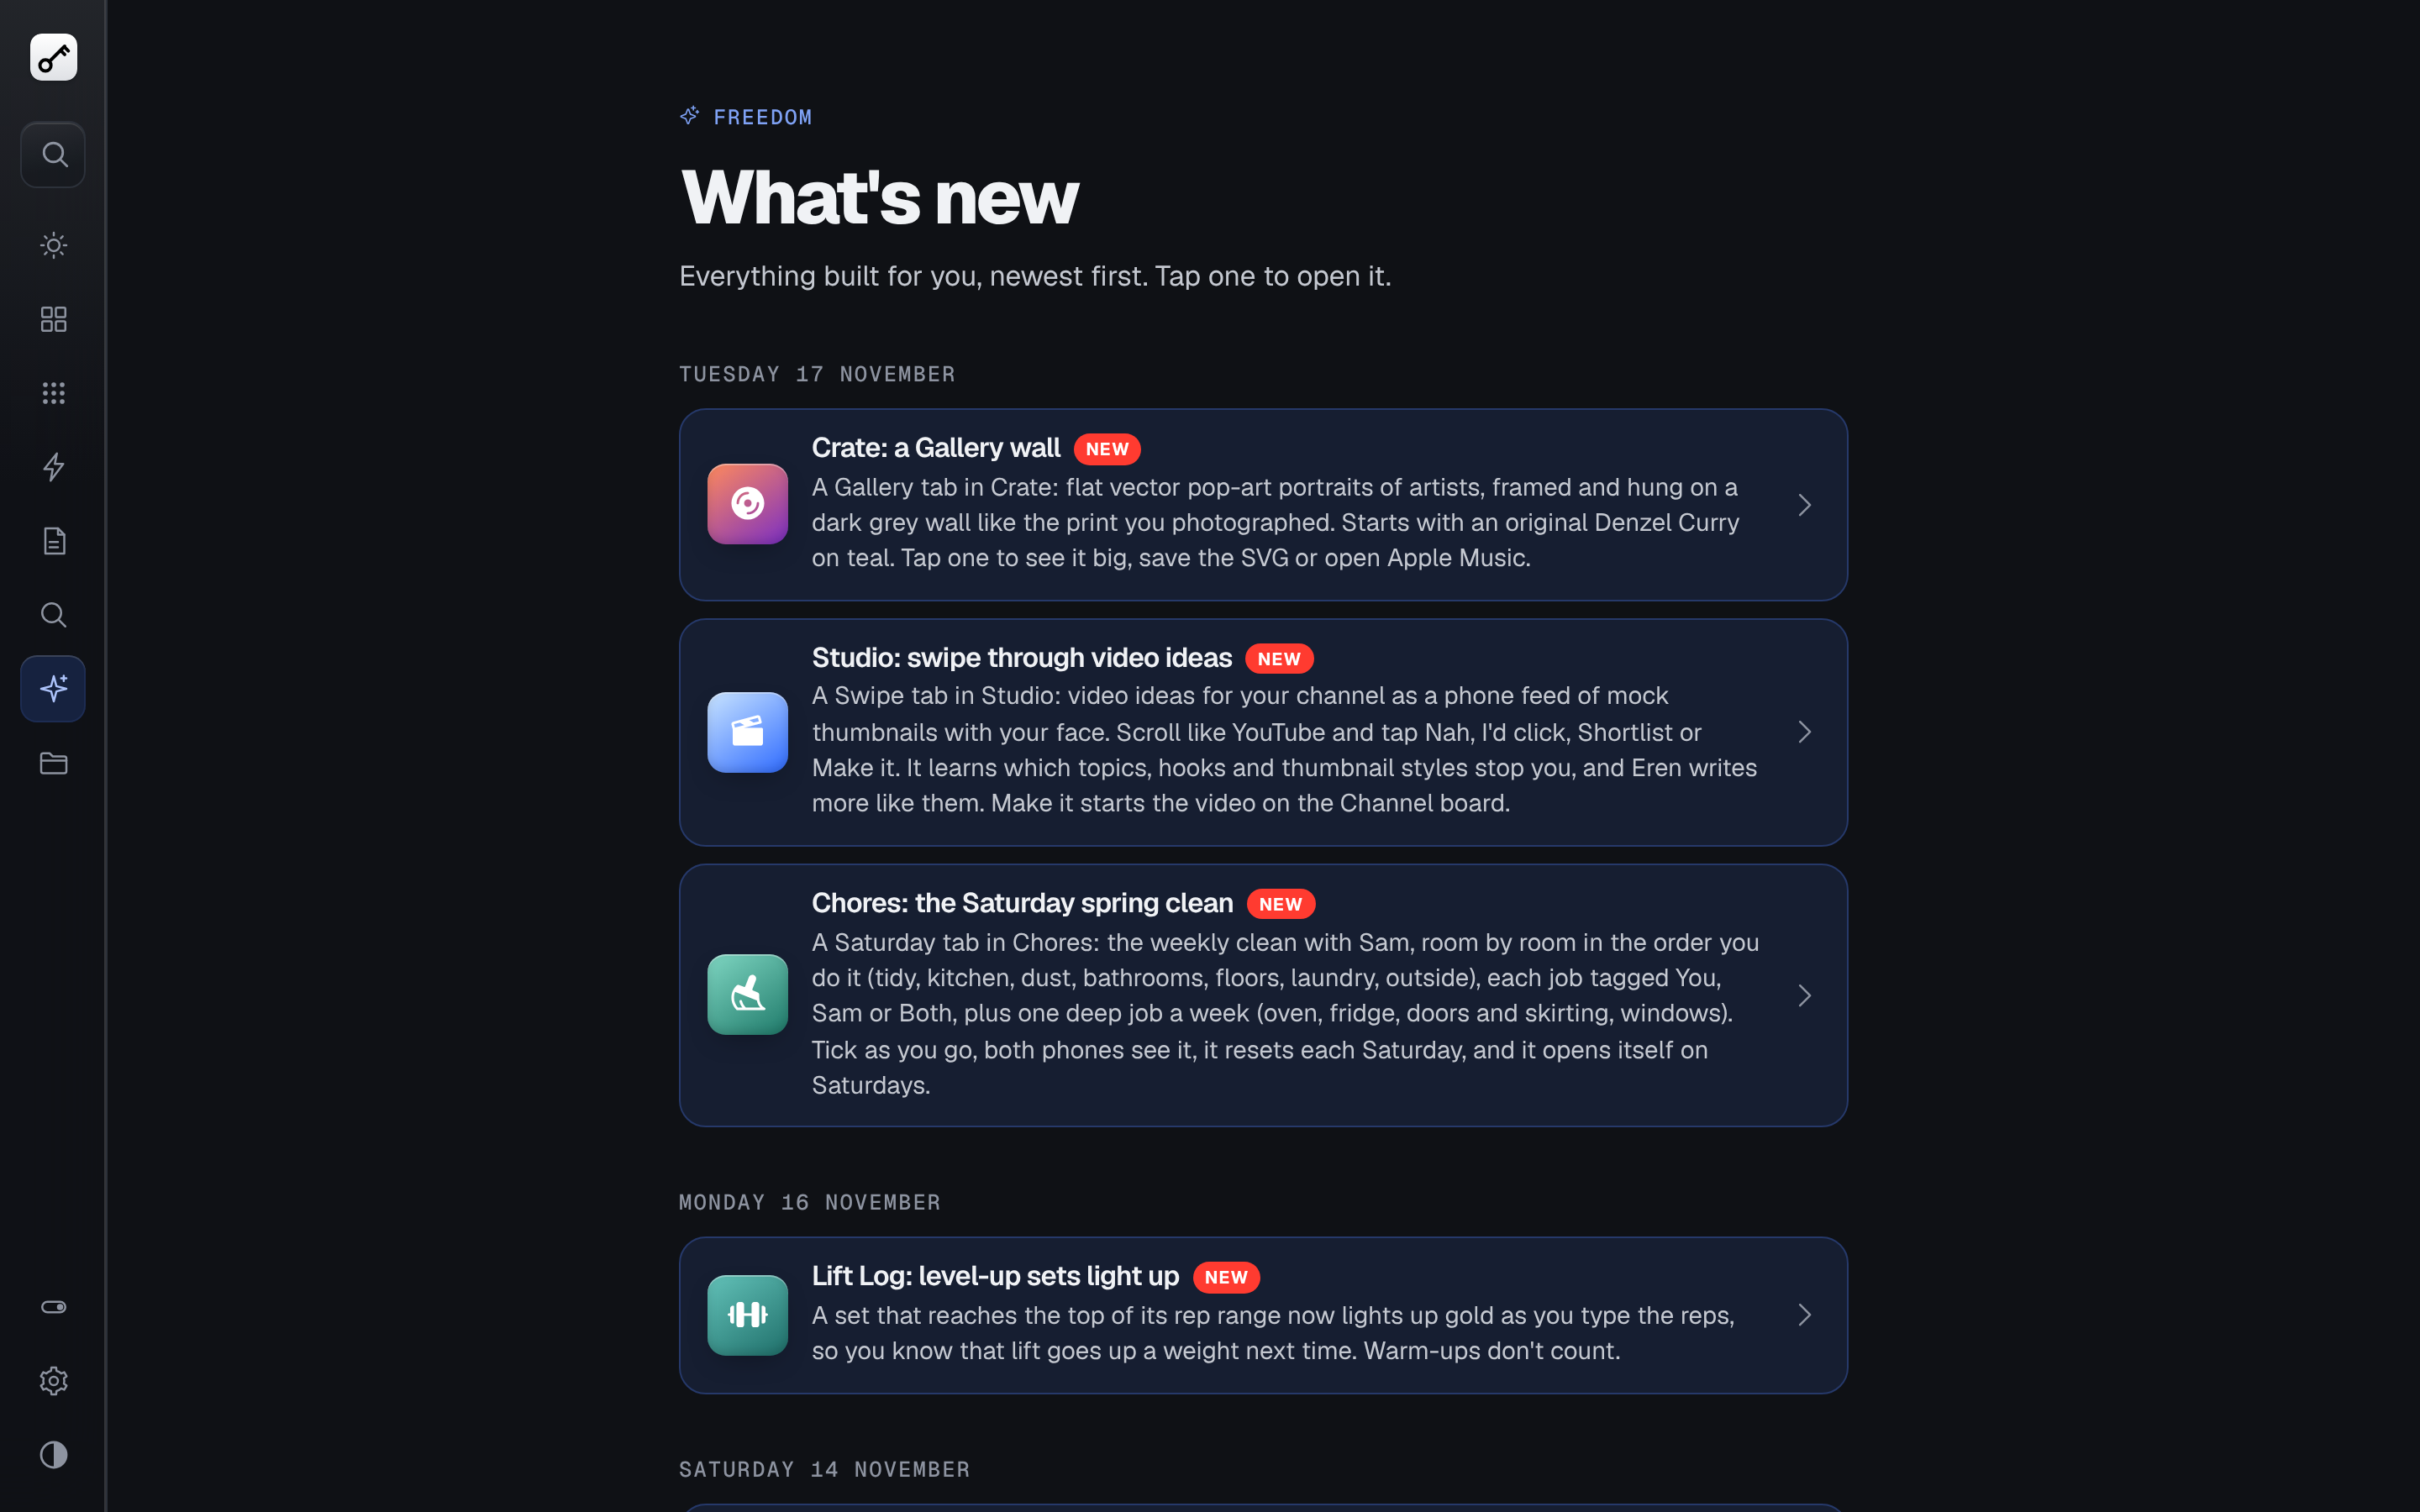 FREEDOM
What's new
Everything built for you, newest first. Tap one to open it.
TUESDAY 17 NOVEMBER
Crate: a Gallery wall NEW
A Gallery tab in Crate: flat vector pop-art portraits of artists, framed and hung on a
dark grey wall like the print you photographed. Starts with an original Denzel Curry
on teal. Tap one to see it big, save the SVG or open Apple Music.
Studio: swipe through video ideas NEW
A Swipe tab in Studio: video ideas for your channel as a phone feed of mock
thumbnails with your face. Scroll like YouTube and tap Nah, I'd click, Shortlist or
Make it. It learns which topics, hooks and thumbnail styles stop you, and Eren writes
more like them. Make it starts the video on the Channel board.
Chores: the Saturday spring clean NEW
A Saturday tab in Chores: the weekly clean with Sam, room by room in the order you
do it (tidy, kitchen, dust, bathrooms, floors, laundry, outside), each job tagged You,
Sam or Both, plus one deep job a week (oven, fridge, doors and skirting, windows).
Tick as you go, both phones see it, it resets each Saturday, and it opens itself on
Saturdays.
MONDAY 16 NOVEMBER
Lift Log: level-up sets light up NEW
A set that reaches the top of its rep range now lights up gold as you type the reps,
so you know that lift goes up a weight next time. Warm-ups don't count.
SATURDAY 14 NOVEMBER